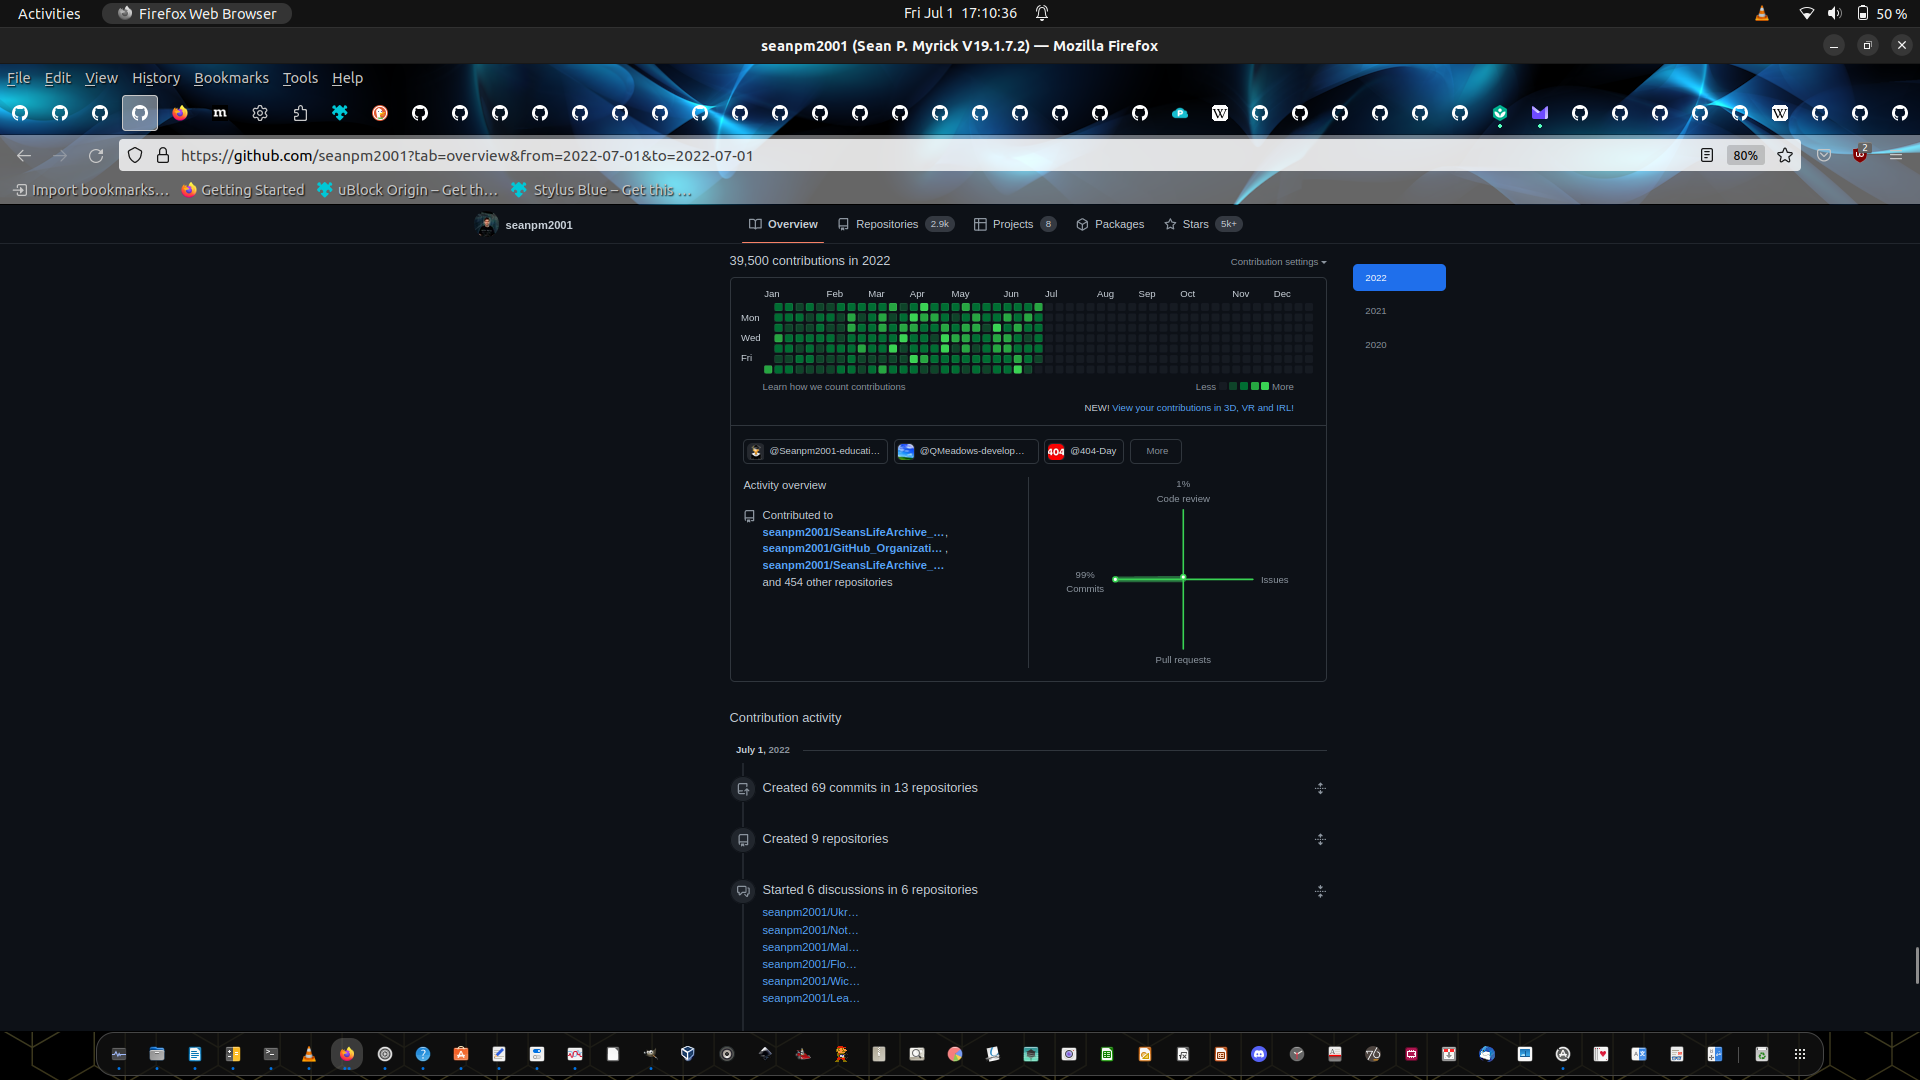 Activities
Firefox Web Browser
Fri Jul 1 17:10:36
50 %
seanpm2001 (Sean P. Myrick V19.1.7.2) — Mozilla Firefox
File Edit View History Bookmarks Tools Help
https://github.com/seanpm2001?tab=overview&from=2022-07-01&to=2022-07-01
80%
2
Import bookmarks… Getting Started uBlock Origin – Get th… Stylus Blue – Get this …
seanpm2001
Overview Repositories 2.9k Projects 8 Packages Stars 5k+
39,500 contributions in 2022
Contribution settings
2022
2021
2020
Jan Feb Mar Apr May Jun Jul Aug Sep Oct Nov Dec
Mon
Wed
Fri
Learn how we count contributions
Less More
NEW! View your contributions in 3D, VR and IRL!
@Seanpm2001-educati… @QMeadows-develop… 404 @404-Day More
Activity overview
Contributed to
seanpm2001/SeansLifeArchive_…,
seanpm2001/GitHub_Organizati… ,
seanpm2001/SeansLifeArchive_…
and 454 other repositories
1%
Code review
99%
Commits
Issues
Pull requests
Contribution activity
July 1, 2022
Created 69 commits in 13 repositories
Created 9 repositories
Started 6 discussions in 6 repositories
seanpm2001/Ukr…
seanpm2001/Not…
seanpm2001/Mal…
seanpm2001/Flo…
seanpm2001/Wic…
seanpm2001/Lea…